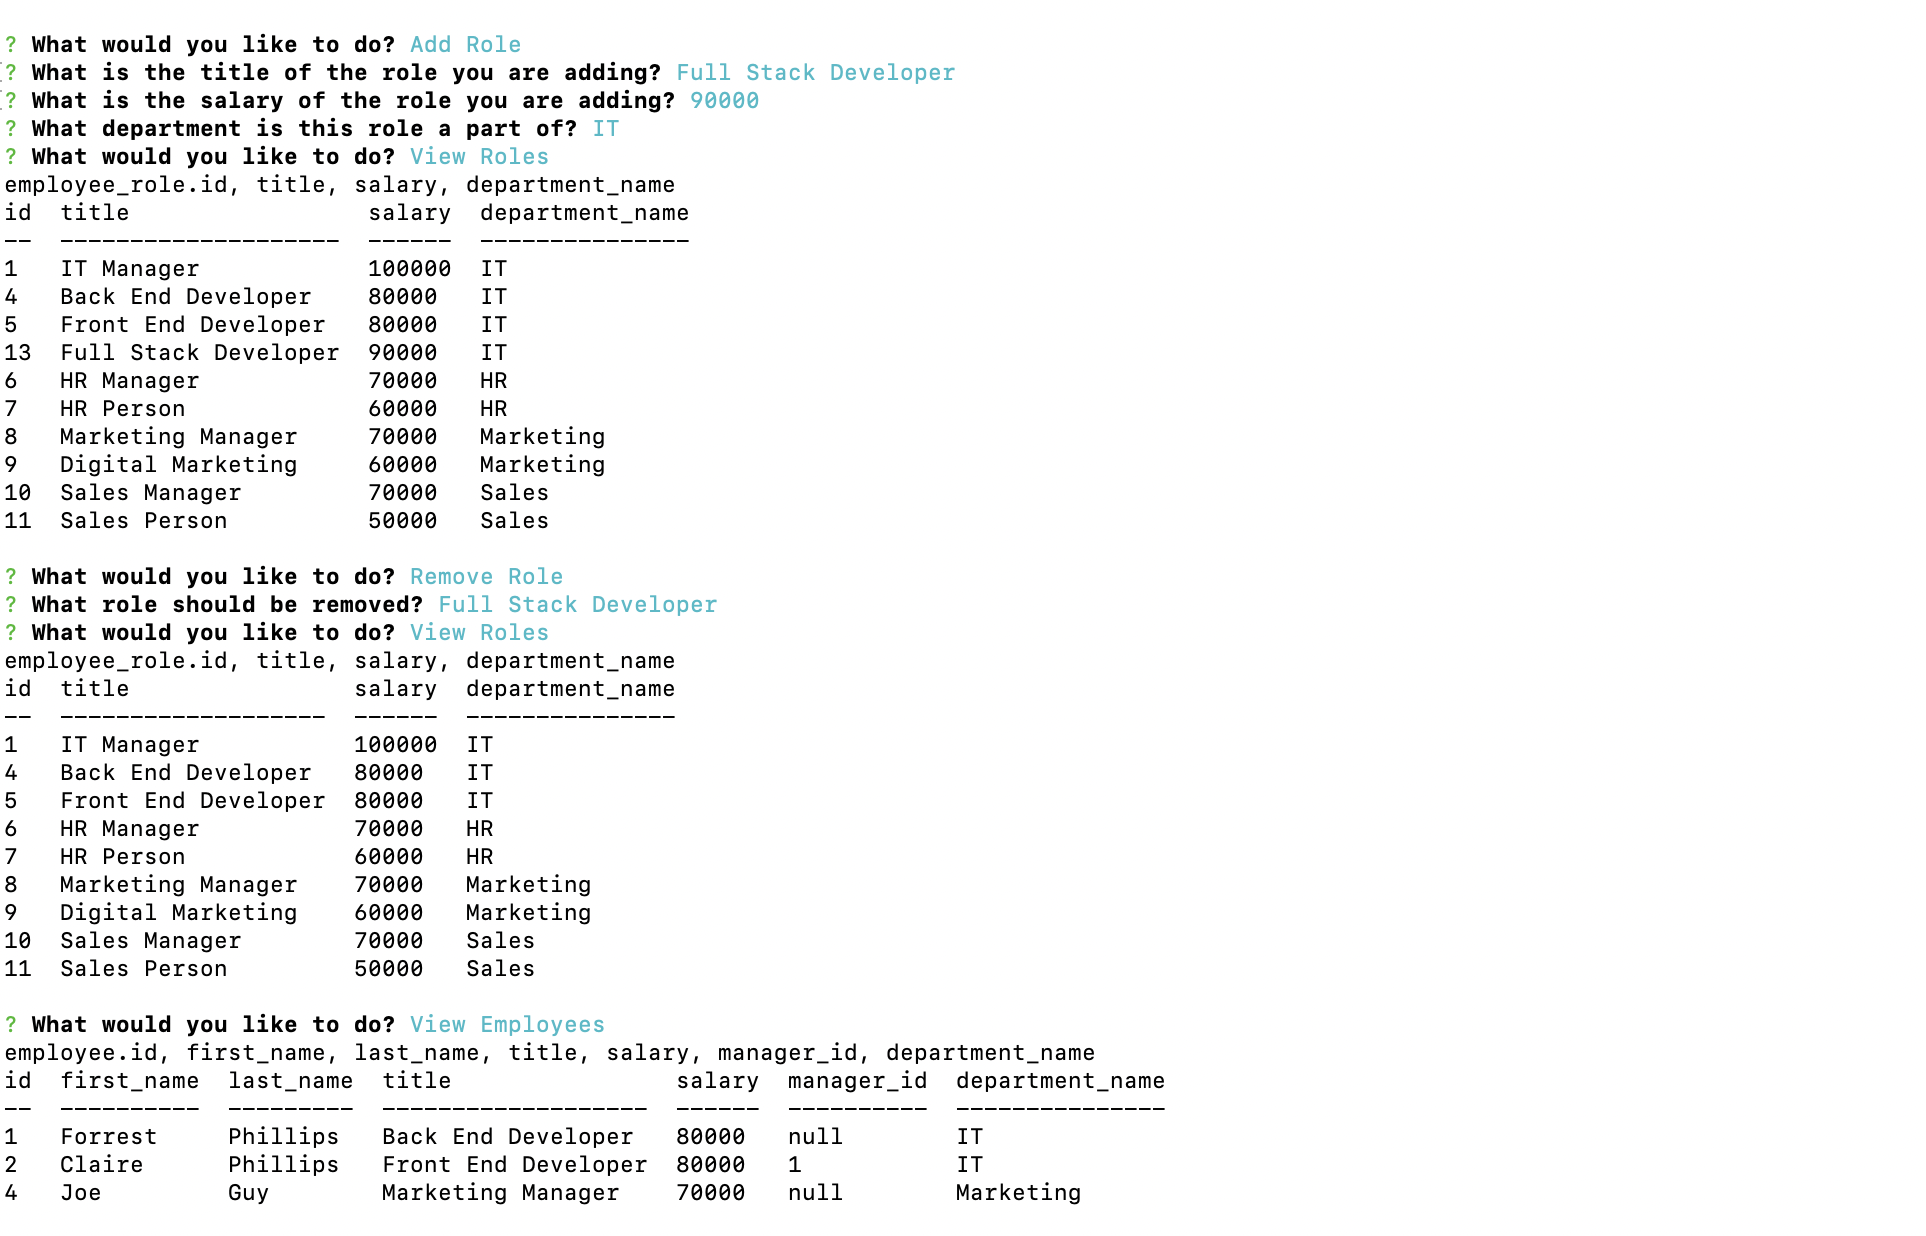 ? What would you like to do? Add Role
? What is the title of the role you are adding? Full Stack Developer
? What is the salary of the role you are adding? 90000
? What department is this role a part of? IT
? What would you like to do? View Roles
employee_role.id, title, salary, department_name
id  title                 salary  department_name
--  --------------------  ------  ---------------
1   IT Manager            100000  IT
4   Back End Developer    80000   IT
5   Front End Developer   80000   IT
13  Full Stack Developer  90000   IT
6   HR Manager            70000   HR
7   HR Person             60000   HR
8   Marketing Manager     70000   Marketing
9   Digital Marketing     60000   Marketing
10  Sales Manager         70000   Sales
11  Sales Person          50000   Sales

? What would you like to do? Remove Role
? What role should be removed? Full Stack Developer
? What would you like to do? View Roles
employee_role.id, title, salary, department_name
id  title                salary  department_name
--  -------------------  ------  ---------------
1   IT Manager           100000  IT
4   Back End Developer   80000   IT
5   Front End Developer  80000   IT
6   HR Manager           70000   HR
7   HR Person            60000   HR
8   Marketing Manager    70000   Marketing
9   Digital Marketing    60000   Marketing
10  Sales Manager        70000   Sales
11  Sales Person         50000   Sales

? What would you like to do? View Employees
employee.id, first_name, last_name, title, salary, manager_id, department_name
id  first_name  last_name  title                salary  manager_id  department_name
--  ----------  ---------  -------------------  ------  ----------  ---------------
1   Forrest     Phillips   Back End Developer   80000   null        IT
2   Claire      Phillips   Front End Developer  80000   1           IT
4   Joe         Guy        Marketing Manager    70000   null        Marketing